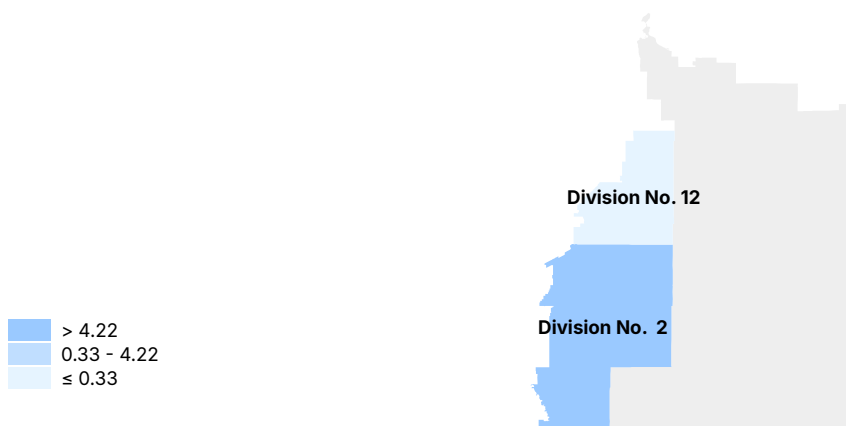 Division No. 12
Division No. 2
> 4.22
0.33 - 4.22
≤ 0.33